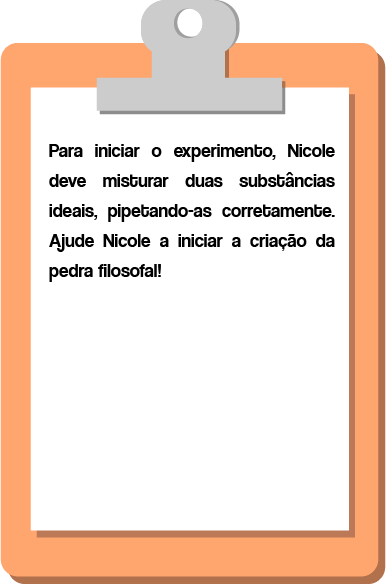 Para iniciar o experimento, Nicole
deve misturar duas substâncias
ideais, pipetando-as corretamente.
Ajude Nicole a iniciar a criação da
pedra filosofal!